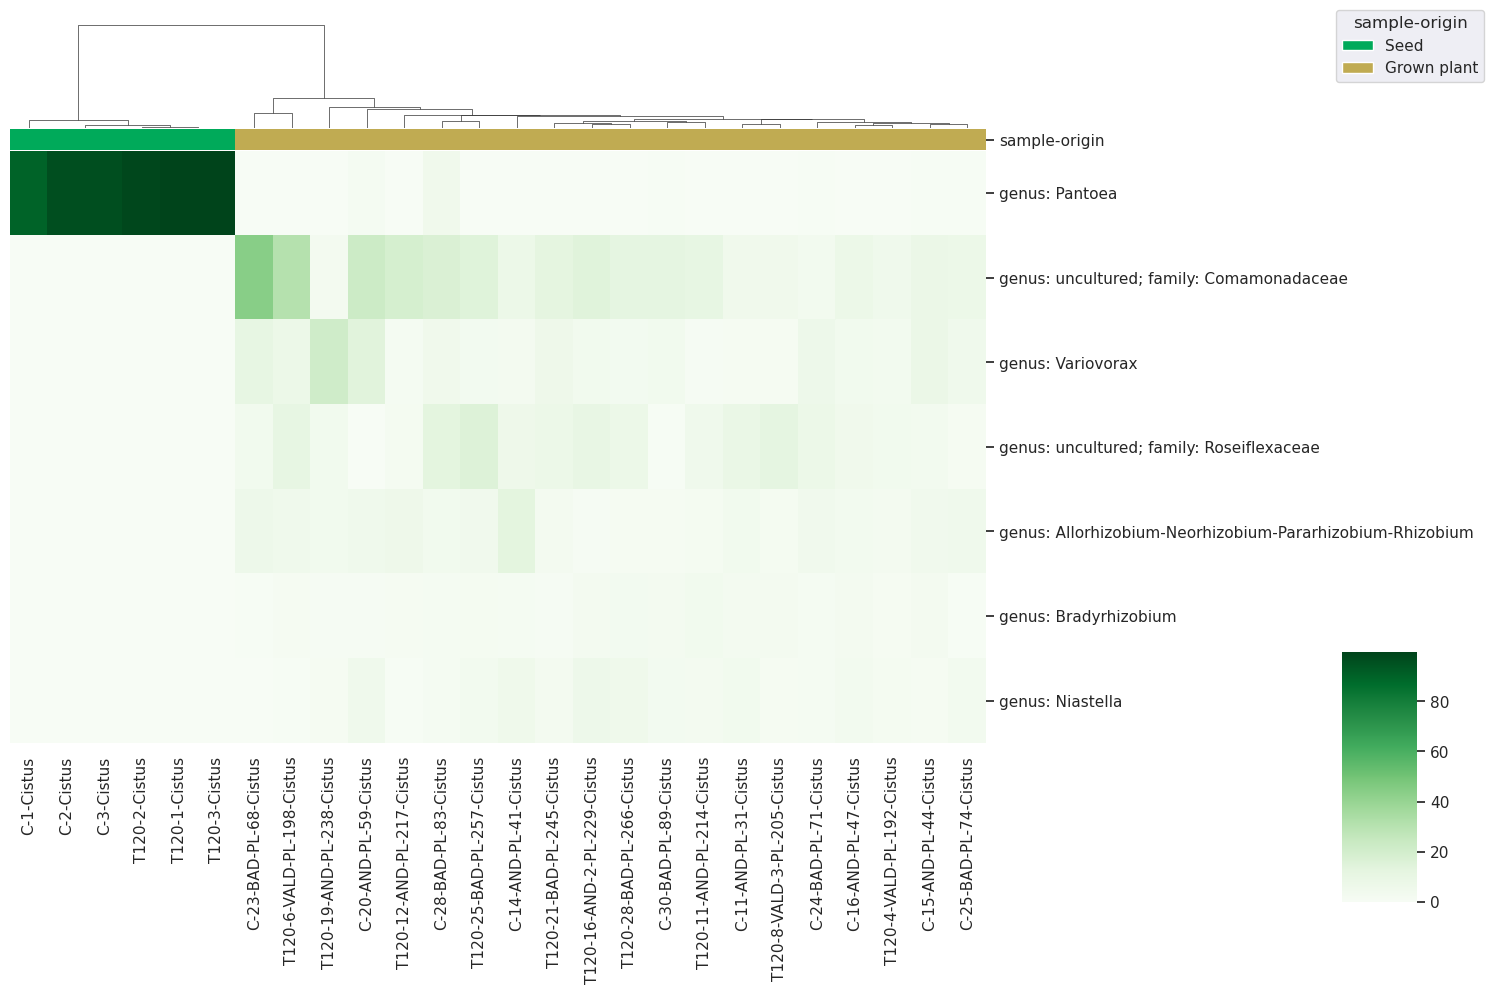 sample-origin
Seed
Grown plant
sample-origin
genus: Pantoea
genus: uncultured; family: Comamonadaceae
genus: Variovorax
genus: uncultured; family: Roseiflexaceae
genus: Allorhizobium-Neorhizobium-Pararhizobium-Rhizobium
genus: Bradyrhizobium
genus: Niastella
80
60
40
20
0
C-1-Cistus
C-2-Cistus
C-3-Cistus
T120-2-Cistus
T120-1-Cistus
T120-3-Cistus
C-23-BAD-PL-68-Cistus
T120-6-VALD-PL-198-Cistus
T120-19-AND-PL-238-Cistus
C-20-AND-PL-59-Cistus
T120-12-AND-PL-217-Cistus
C-28-BAD-PL-83-Cistus
T120-25-BAD-PL-257-Cistus
C-14-AND-PL-41-Cistus
T120-21-BAD-PL-245-Cistus
T120-16-AND-2-PL-229-Cistus
T120-28-BAD-PL-266-Cistus
C-30-BAD-PL-89-Cistus
T120-11-AND-PL-214-Cistus
C-11-AND-PL-31-Cistus
T120-8-VALD-3-PL-205-Cistus
C-24-BAD-PL-71-Cistus
C-16-AND-PL-47-Cistus
T120-4-VALD-PL-192-Cistus
C-15-AND-PL-44-Cistus
C-25-BAD-PL-74-Cistus